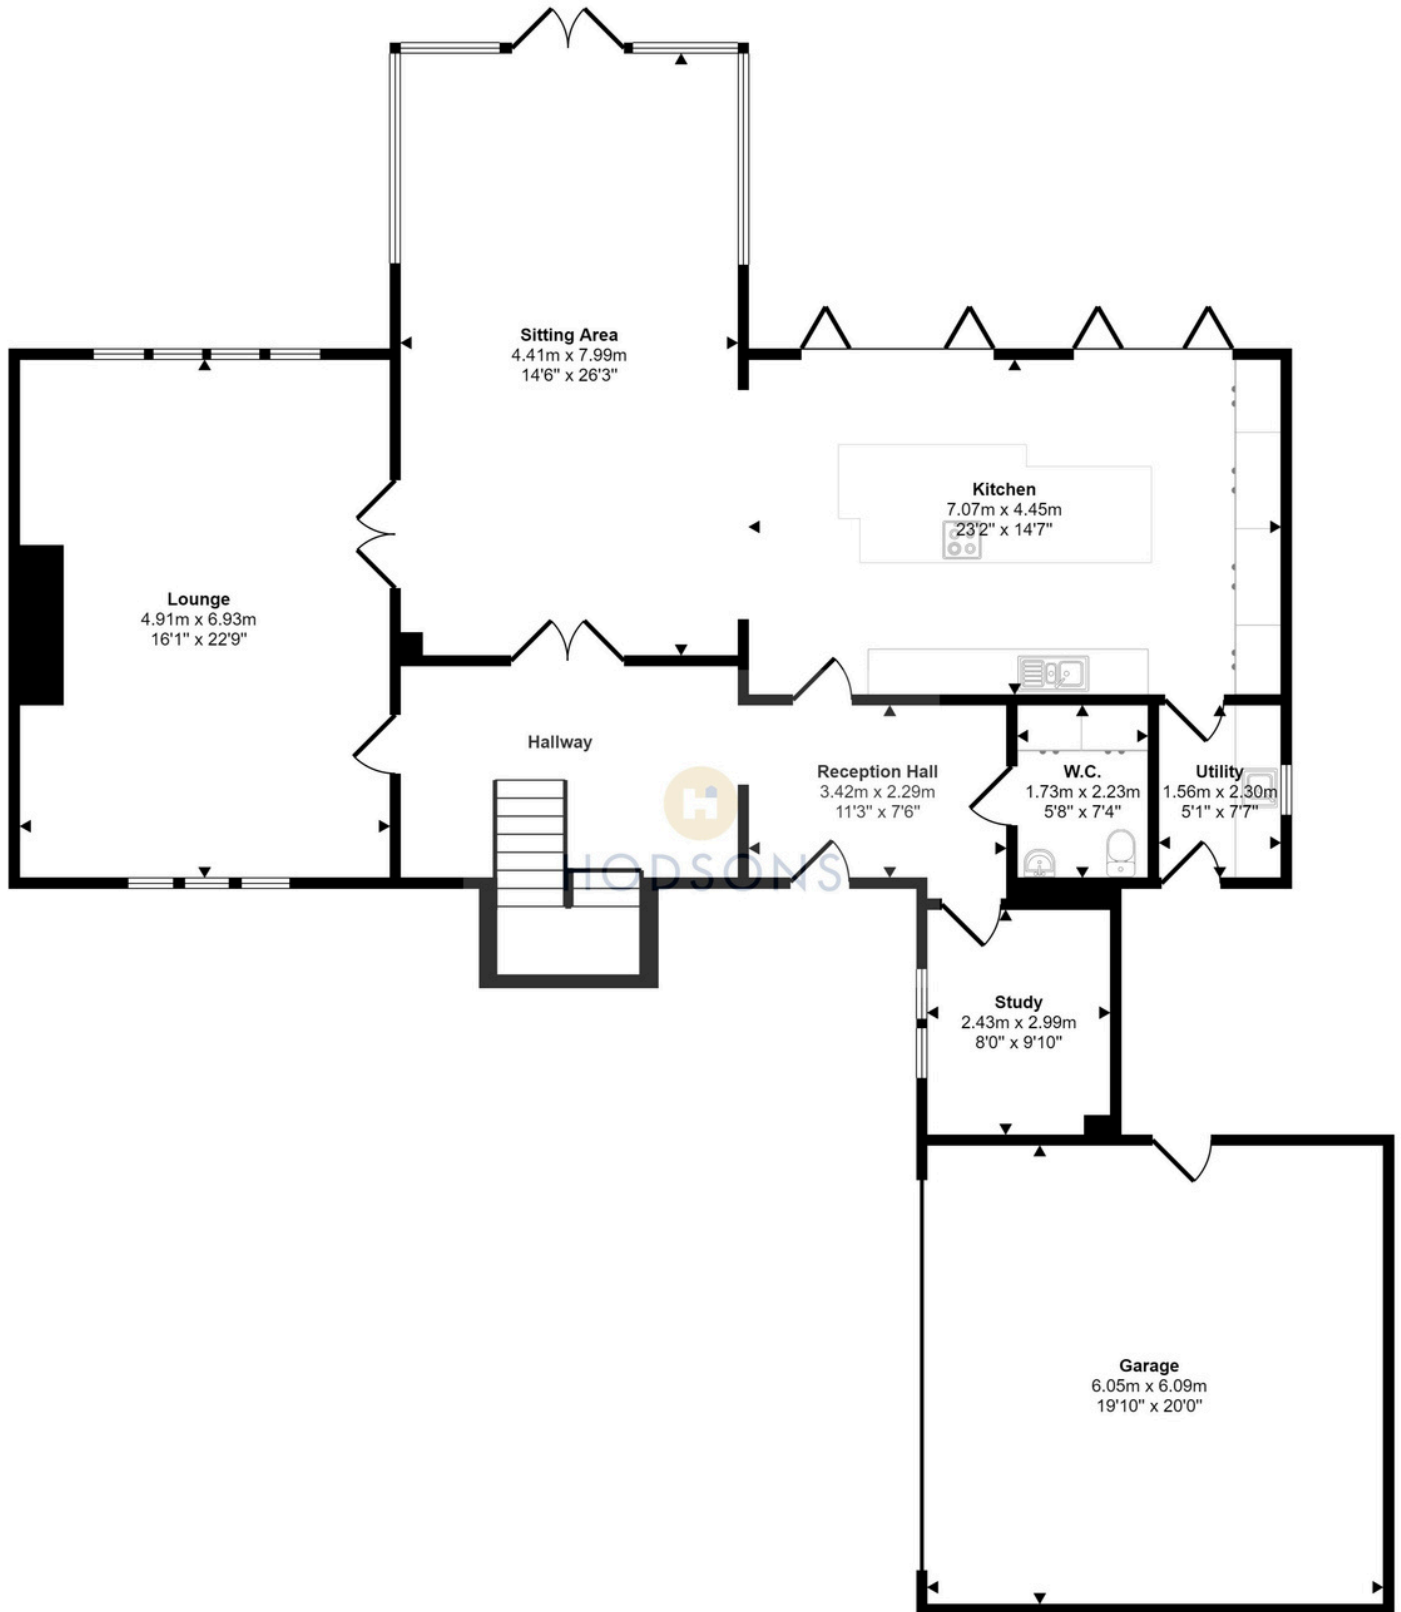 Sitting Area
4.41m x 7.99m
14'6" x 26'3"
Kitchen
7.07m x 4.45m
23'2" x 14'7"
Lounge
4.91m x 6.93m
16'1" x 22'9"
Hallway
Reception Hall
3.42m x 2.29m
11'3" x 7'6"
W.C.
1.73m x 2.23m
5'8" x 7'4"
Utility
1.56m x 2.30m
5'1" x 7'7"
HODSONS
Study
2.43m x 2.99m
8'0" x 9'10"
Garage
6.05m x 6.09m
19'10" x 20'0"